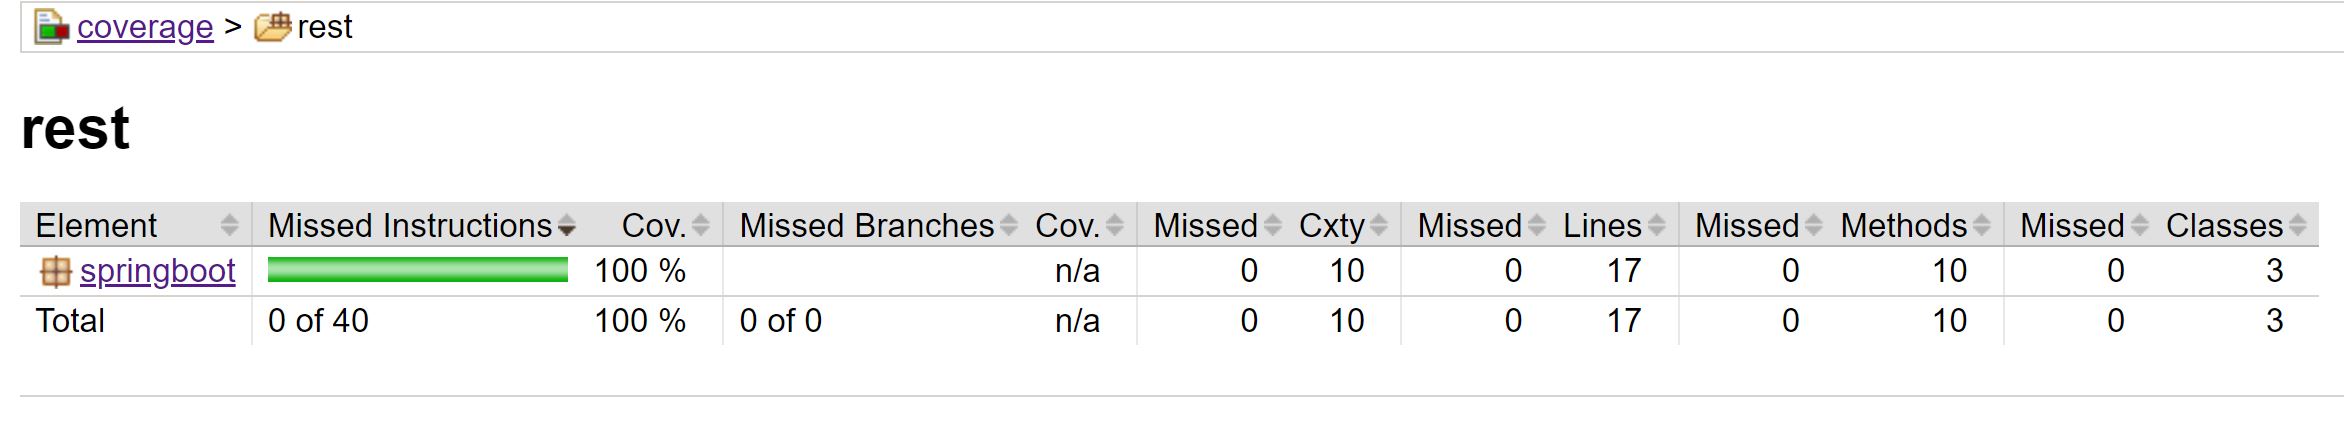 coverage > rest
rest
Element Missed Instructions Cov. Missed Branches Cov. Missed Cxty Missed Lines Missed Methods Missed Classes
springboot 100 % n/a 0 10 0 17 0 10 0 3
Total 0 of 40 100 % 0 of 0 n/a 0 10 0 17 0 10 0 3